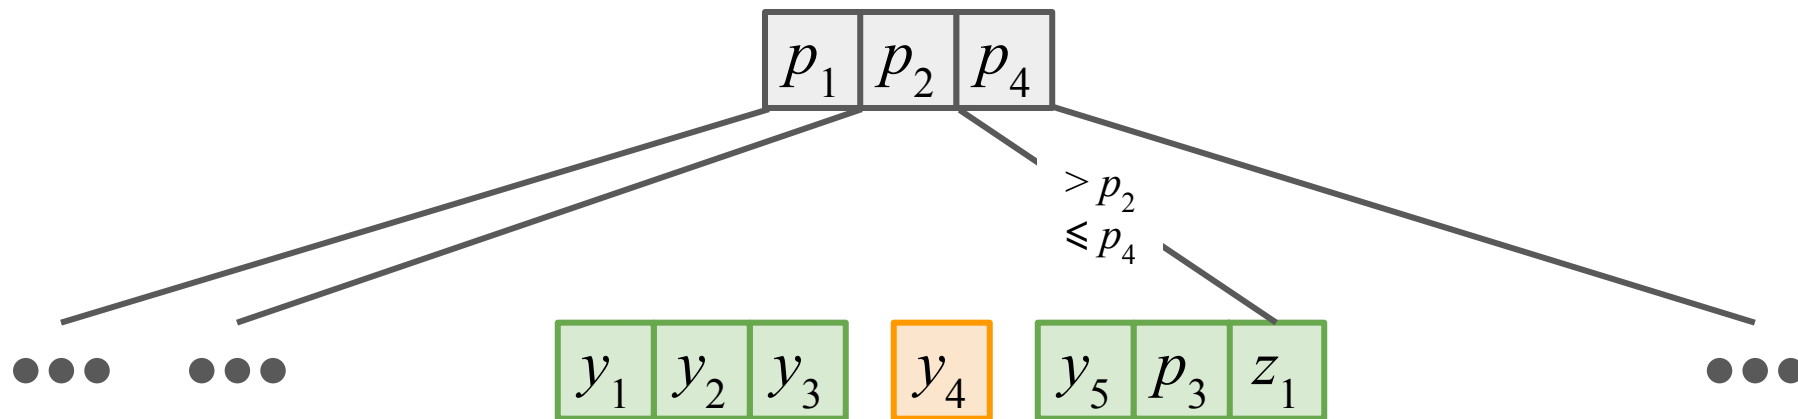 p₁ p₂ p₄
> p₂
⩽ p₄
y₁ y₂ y₃ y₄ y₅ p₃ z₁